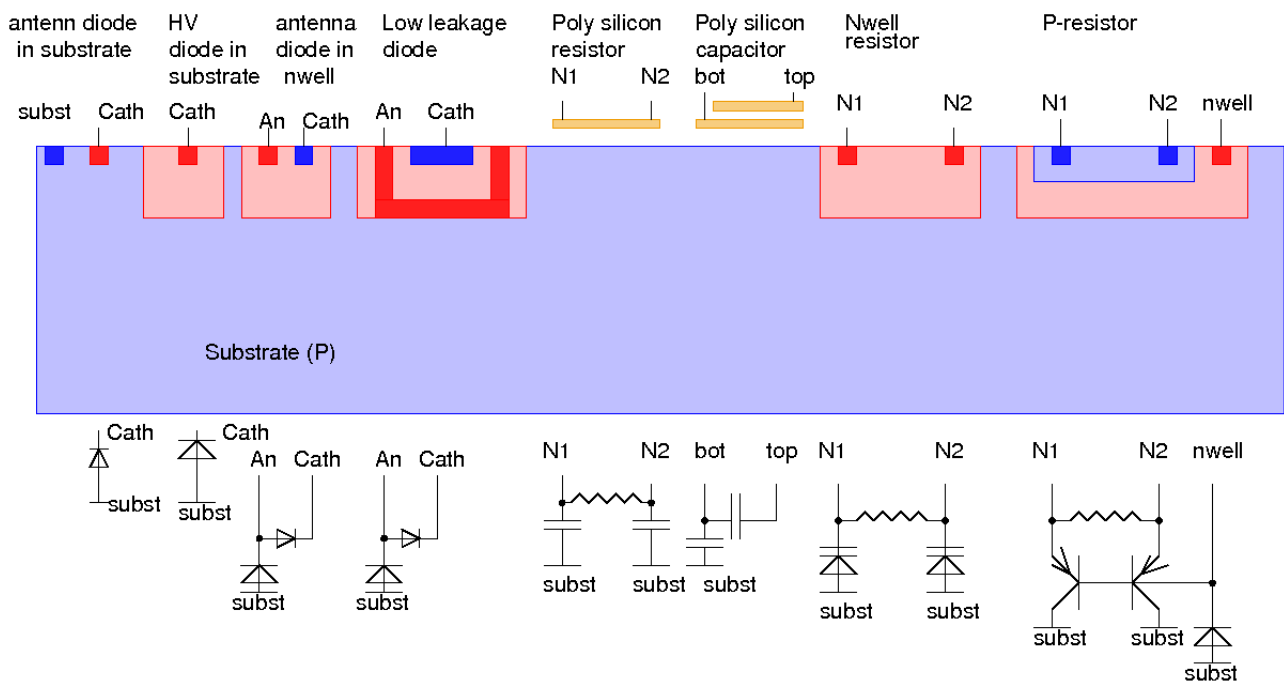 antenn diode
in substrate
HV
diode in
substrate
antenna
diode in
nwell
Low leakage
diode
Poly silicon
resistor
Poly silicon
capacitor
Nwell
resistor
P-resistor
subst
Cath
Cath
An
Cath
An
Cath
N1
N2
bot
top
N1
N2
N1
N2
nwell
Substrate (P)
Cath
subst
Cath
subst
An
Cath
subst
An
Cath
subst
N1
N2
subst
subst
bot
top
subst
N1
N2
subst
subst
N1
N2
nwell
subst
subst
subst